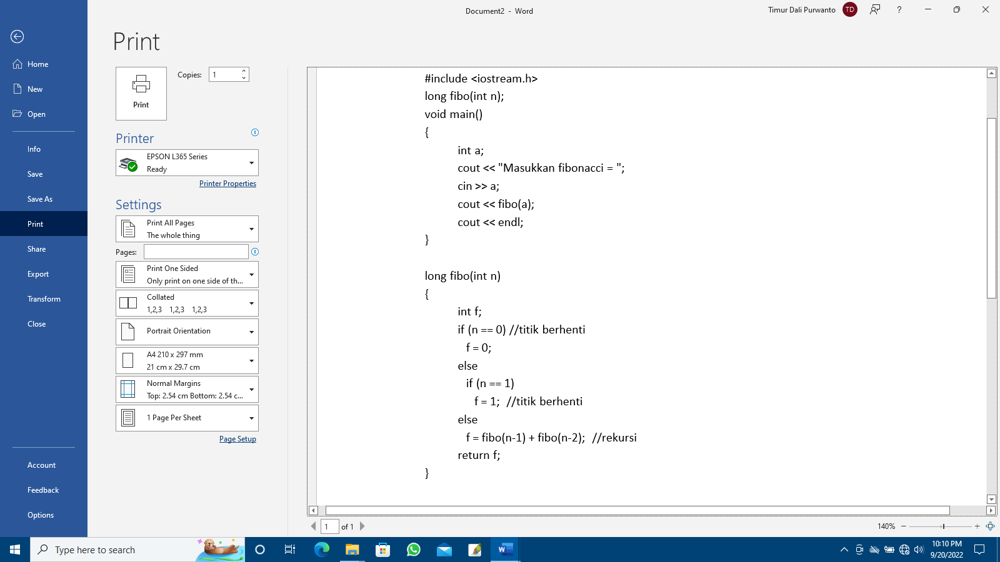 Document2 - Word
Timur Dali Purwanto
TD
?
Home
New
Open
Info
Save
Save As
Print
Share
Export
Transform
Close
Account
Feedback
Options
Print
Print
Copies:
1
Printer
EPSON L365 Series
Ready
Printer Properties
Settings
Print All Pages
The whole thing
Pages:
Print One Sided
Only print on one side of th...
Collated
1,2,3 1,2,3 1,2,3
Portrait Orientation
A4 210 x 297 mm
21 cm x 29.7 cm
Normal Margins
Top: 2.54 cm Bottom: 2.54 c...
1 Page Per Sheet
Page Setup
#include <iostream.h>
long fibo(int n);
void main()
{
int a;
cout << "Masukkan fibonacci = ";
cin >> a;
cout << fibo(a);
cout << endl;
}
long fibo(int n)
{
int f;
if (n == 0) //titik berhenti
f = 0;
else
if (n == 1)
f = 1; //titik berhenti
else
f = fibo(n-1) + fibo(n-2); //rekursi
return f;
}
1 of 1
140%
Type here to search
10:10 PM
9/20/2022